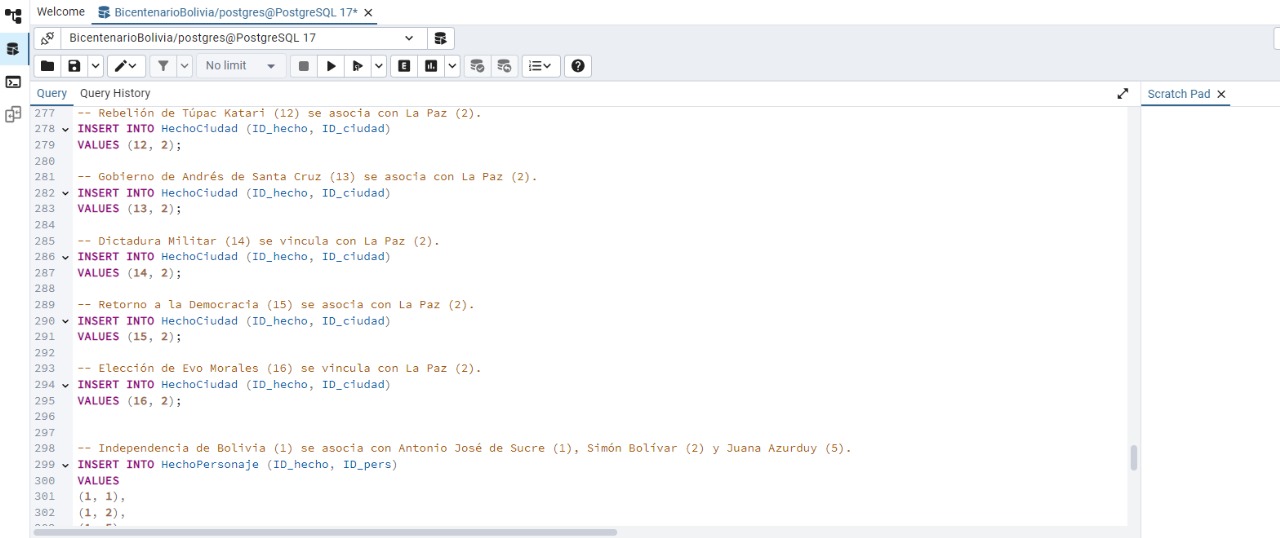 Welcome
BicentenarioBolivia/postgres@PostgreSQL 17*
BicentenarioBolivia/postgres@PostgreSQL 17
No limit
Query
Query History
Scratch Pad
277 -- Rebelión de Túpac Katari (12) se asocia con La Paz (2).
278 INSERT INTO HechoCiudad (ID_hecho, ID_ciudad)
279 VALUES (12, 2);
280
281 -- Gobierno de Andrés de Santa Cruz (13) se asocia con La Paz (2).
282 INSERT INTO HechoCiudad (ID_hecho, ID_ciudad)
283 VALUES (13, 2);
284
285 -- Dictadura Militar (14) se vincula con La Paz (2).
286 INSERT INTO HechoCiudad (ID_hecho, ID_ciudad)
287 VALUES (14, 2);
288
289 -- Retorno a la Democracia (15) se asocia con La Paz (2).
290 INSERT INTO HechoCiudad (ID_hecho, ID_ciudad)
291 VALUES (15, 2);
292
293 -- Elección de Evo Morales (16) se vincula con La Paz (2).
294 INSERT INTO HechoCiudad (ID_hecho, ID_ciudad)
295 VALUES (16, 2);
296
297
298 -- Independencia de Bolivia (1) se asocia con Antonio José de Sucre (1), Simón Bolívar (2) y Juana Azurduy (5).
299 INSERT INTO HechoPersonaje (ID_hecho, ID_pers)
300 VALUES
301 (1, 1),
302 (1, 2),